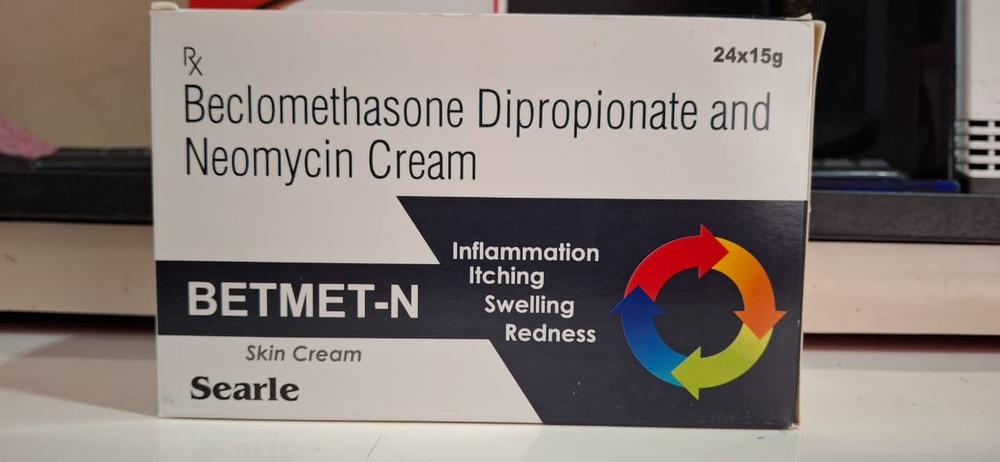 Rx
24x15g
Beclomethasone Dipropionate and
Neomycin Cream
Inflammation
Itching
Swelling
Redness
BETMET-N
Skin Cream
Searle